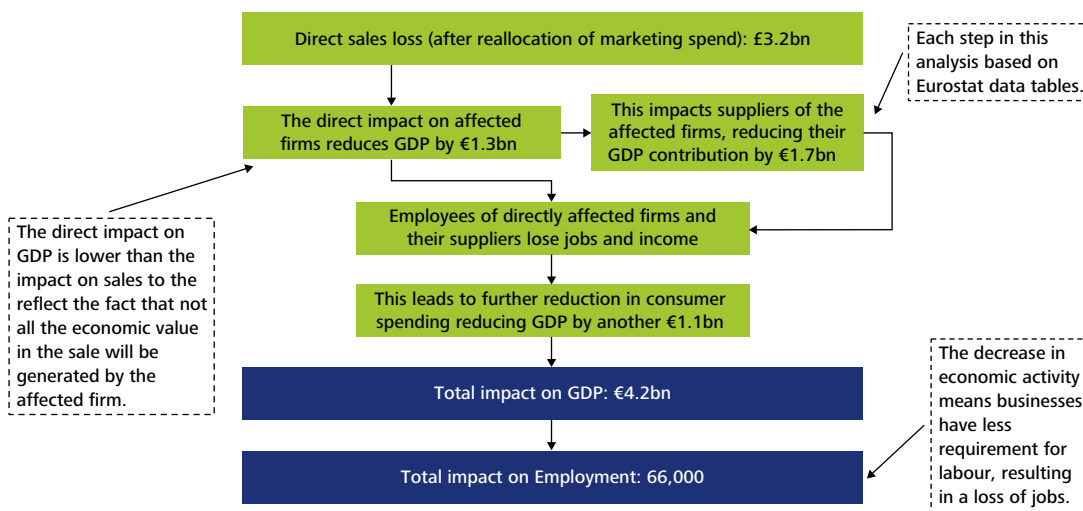 Direct sales loss (after reallocation of marketing spend): £3.2bn
Each step in this
analysis based on
Eurostat data tables.
The direct impact on affected
firms reduces GDP by €1.3bn
This impacts suppliers of the
affected firms, reducing their
GDP contribution by €1.7bn
The direct impact on
GDP is lower than the
impact on sales to the
reflect the fact that not
all the economic value
in the sale will be
generated by the
affected firm.
Employees of directly affected firms and
their suppliers lose jobs and income
This leads to further reduction in consumer
spending reducing GDP by another €1.1bn
Total impact on GDP: €4.2bn
The decrease in
economic activity
means businesses
have less
requirement for
labour, resulting
in a loss of jobs.
Total impact on Employment: 66,000